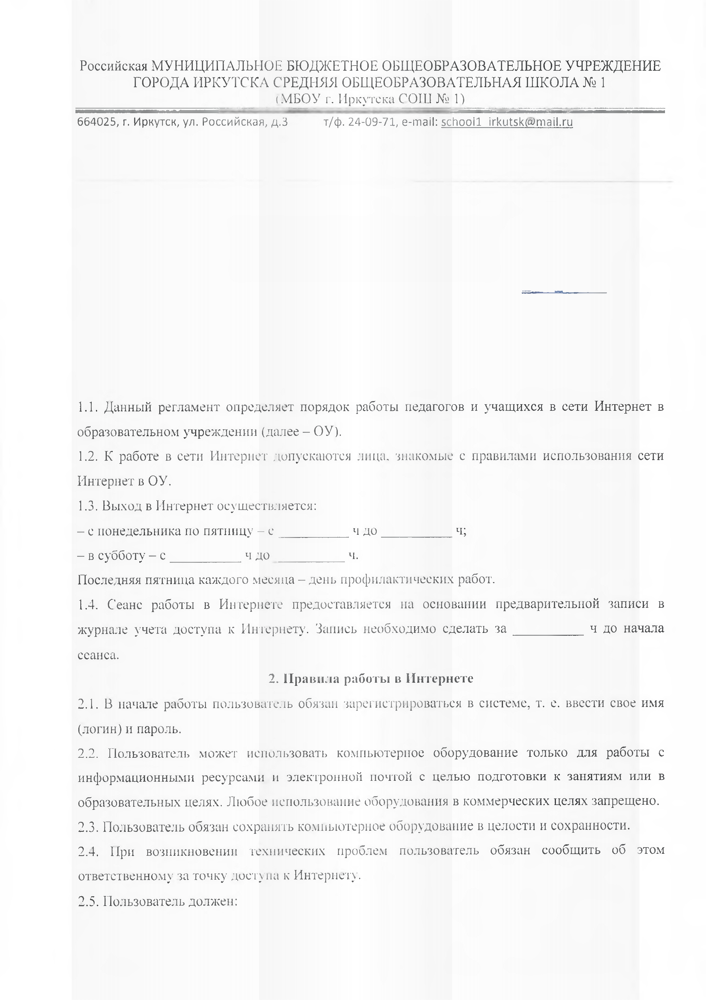 Российская МУНИЦИПАЛЬНОЕ БЮДЖЕТНОЕ ОБЩЕОБРАЗОВАТЕЛЬНОЕ УЧРЕЖДЕНИЕ
ГОРОДА ИРКУТСКА СРЕДНЯЯ ОБЩЕОБРАЗОВАТЕЛЬНАЯ ШКОЛА № 1
(МБОУ г. Иркутска СОШ № 1)
664025, г. Иркутск, ул. Российская, д.3 т/ф. 24-09-71, e-mail: school1_irkutsk@mail.ru
1.1. Данный регламент определяет порядок работы педагогов и учащихся в сети Интернет в
образовательном учреждении (далее – ОУ).
1.2. К работе в сети Интернет допускаются лица, знакомые с правилами использования сети
Интернет в ОУ.
1.3. Выход в Интернет осуществляется:
– с понедельника по пятницу – с __________ ч до __________ ч;
– в субботу – с __________ ч до __________ ч.
Последняя пятница каждого месяца – день профилактических работ.
1.4. Сеанс работы в Интернете предоставляется на основании предварительной записи в
журнале учета доступа к Интернету. Запись необходимо сделать за __________ ч до начала
сеанса.
2. Правила работы в Интернете
2.1. В начале работы пользователь обязан зарегистрироваться в системе, т. е. ввести свое имя
(логин) и пароль.
2.2. Пользователь может использовать компьютерное оборудование только для работы с
информационными ресурсами и электронной почтой с целью подготовки к занятиям или в
образовательных целях. Любое использование оборудования в коммерческих целях запрещено.
2.3. Пользователь обязан сохранять компьютерное оборудование в целости и сохранности.
2.4. При возникновении технических проблем пользователь обязан сообщить об этом
ответственному за точку доступа к Интернету.
2.5. Пользователь должен: